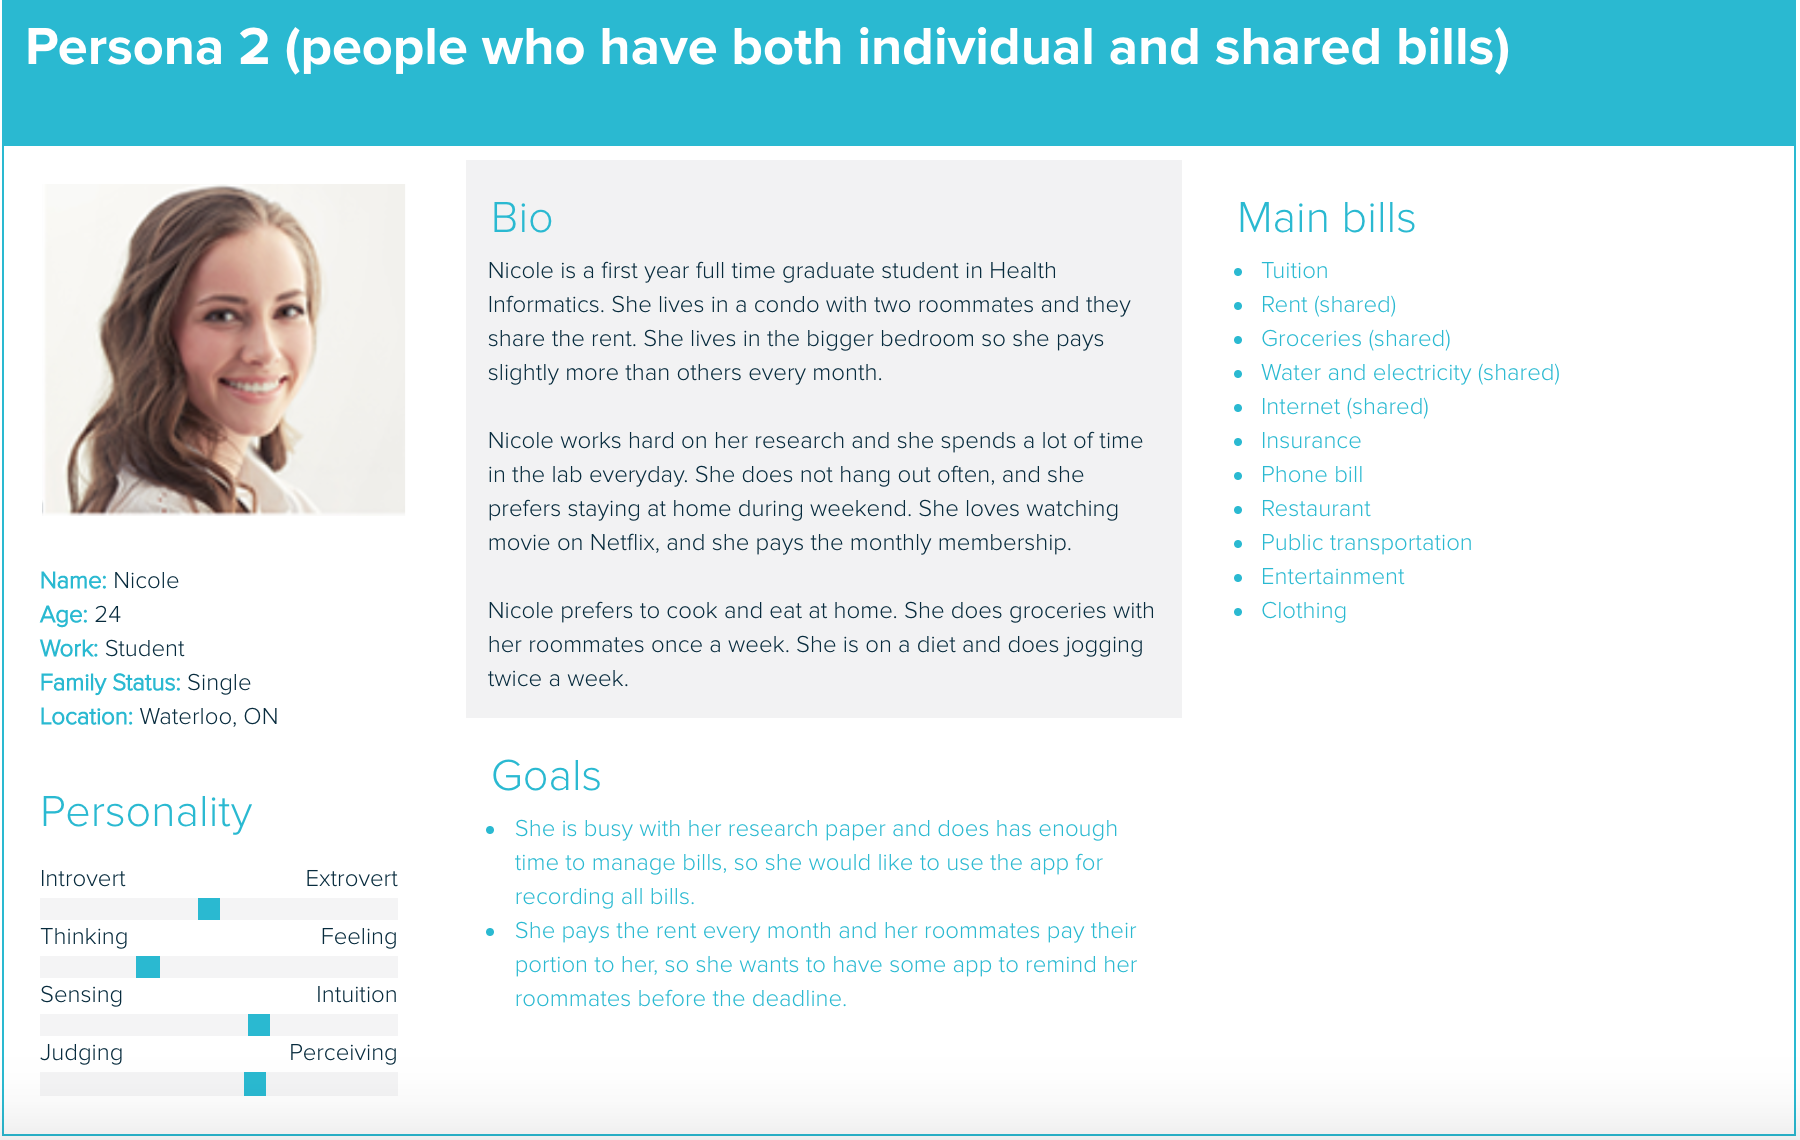 Persona 2 (people who have both individual and shared bills)
Name: Nicole
Age: 24
Work: Student
Family Status: Single
Location: Waterloo, ON
Personality
Introvert Extrovert
Thinking Feeling
Sensing Intuition
Judging Perceiving
Bio
Nicole is a first year full time graduate student in Health
Informatics. She lives in a condo with two roommates and they
share the rent. She lives in the bigger bedroom so she pays
slightly more than others every month.
Nicole works hard on her research and she spends a lot of time
in the lab everyday. She does not hang out often, and she
prefers staying at home during weekend. She loves watching
movie on Netflix, and she pays the monthly membership.
Nicole prefers to cook and eat at home. She does groceries with
her roommates once a week. She is on a diet and does jogging
twice a week.
Goals
• She is busy with her research paper and does has enough
time to manage bills, so she would like to use the app for
recording all bills.
• She pays the rent every month and her roommates pay their
portion to her, so she wants to have some app to remind her
roommates before the deadline.
Main bills
• Tuition
• Rent (shared)
• Groceries (shared)
• Water and electricity (shared)
• Internet (shared)
• Insurance
• Phone bill
• Restaurant
• Public transportation
• Entertainment
• Clothing